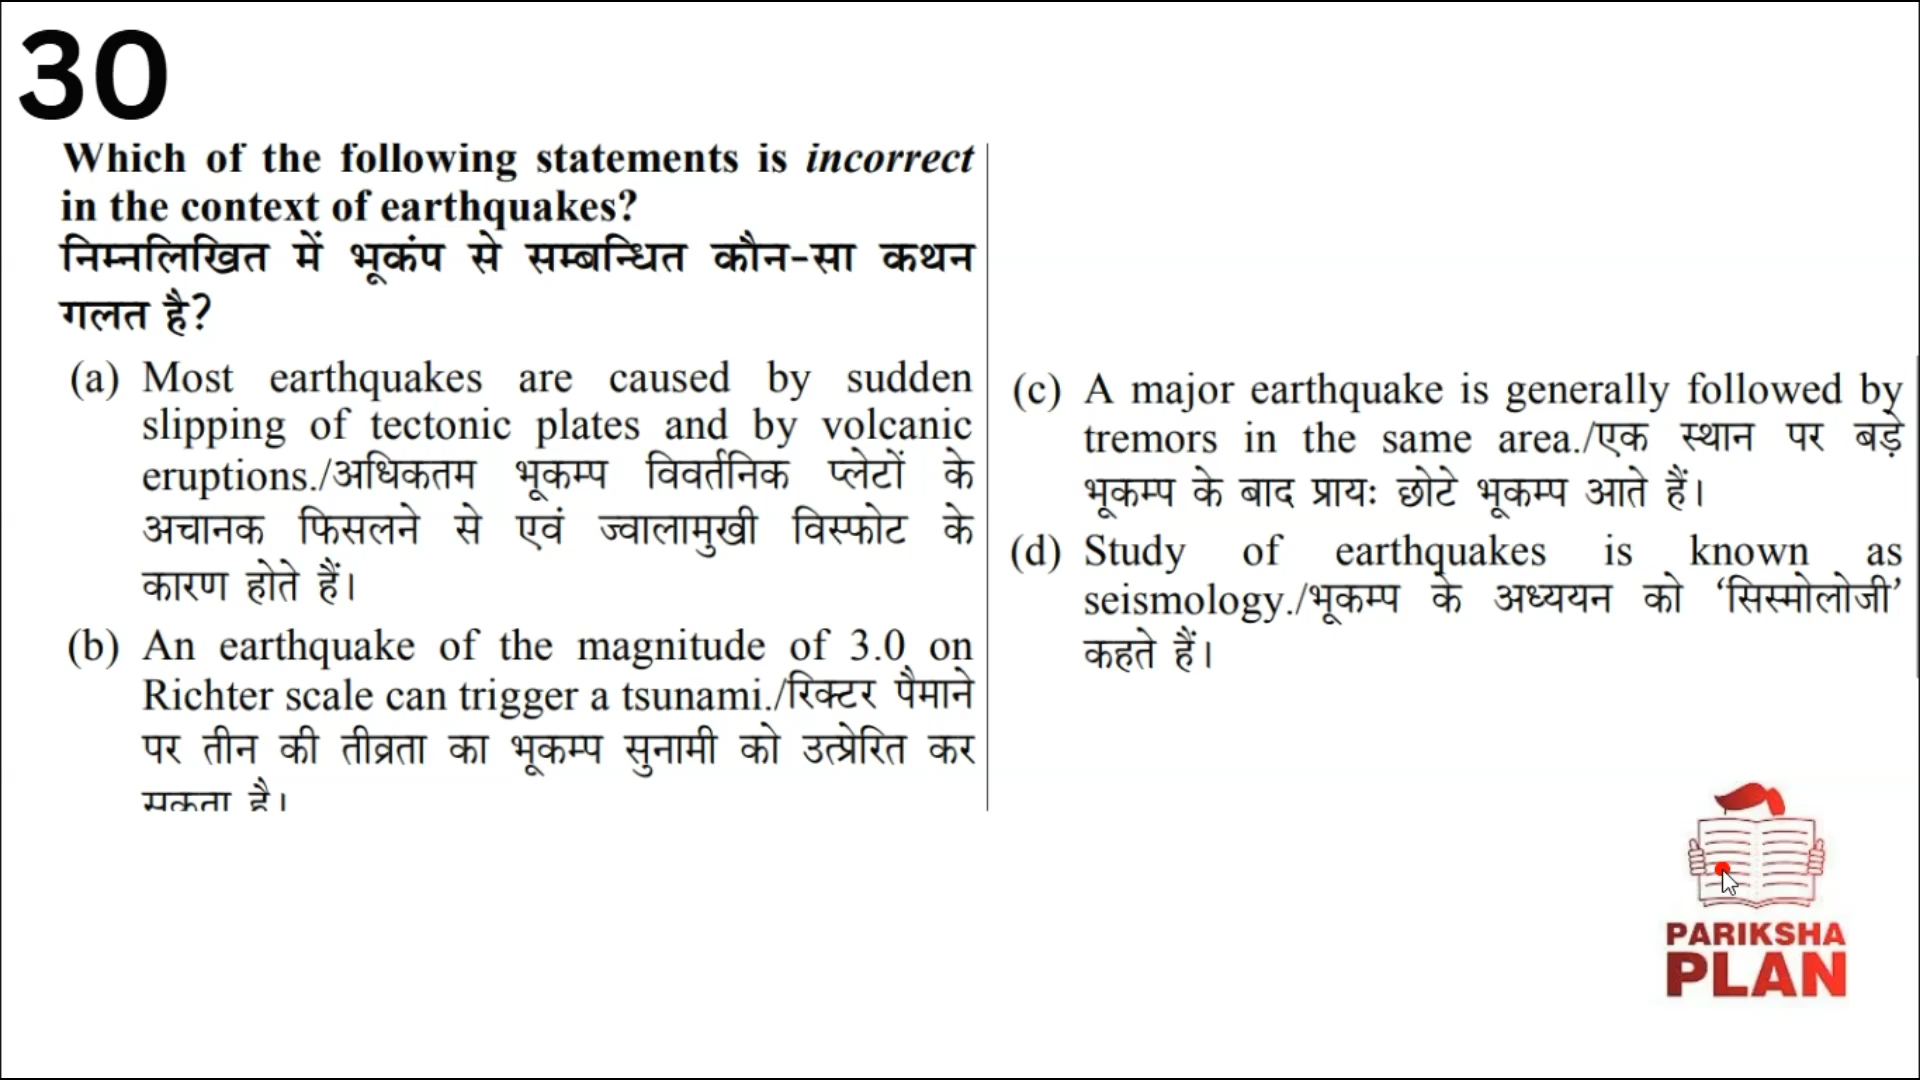 30
Which of the following statements is incorrect
in the context of earthquakes?
निम्नलिखित में भूकंप से सम्बन्धित कौन-सा कथन
गलत है?
(a) Most earthquakes are caused by sudden
slipping of tectonic plates and by volcanic
eruptions./अधिकतम भूकम्प विवर्तनिक प्लेटों के
अचानक फिसलने से एवं ज्वालामुखी विस्फोट के
कारण होते हैं।
(b) An earthquake of the magnitude of 3.0 on
Richter scale can trigger a tsunami./रिक्टर पैमाने
पर तीन की तीव्रता का भूकम्प सुनामी को उत्प्रेरित कर
सकता है।
(c) A major earthquake is generally followed by
tremors in the same area./एक स्थान पर बड़े
भूकम्प के बाद प्रायः छोटे भूकम्प आते हैं।
(d) Study of earthquakes is known as
seismology./भूकम्प के अध्ययन को ‘सिस्मोलोजी’
कहते हैं।
PARIKSHA
PLAN